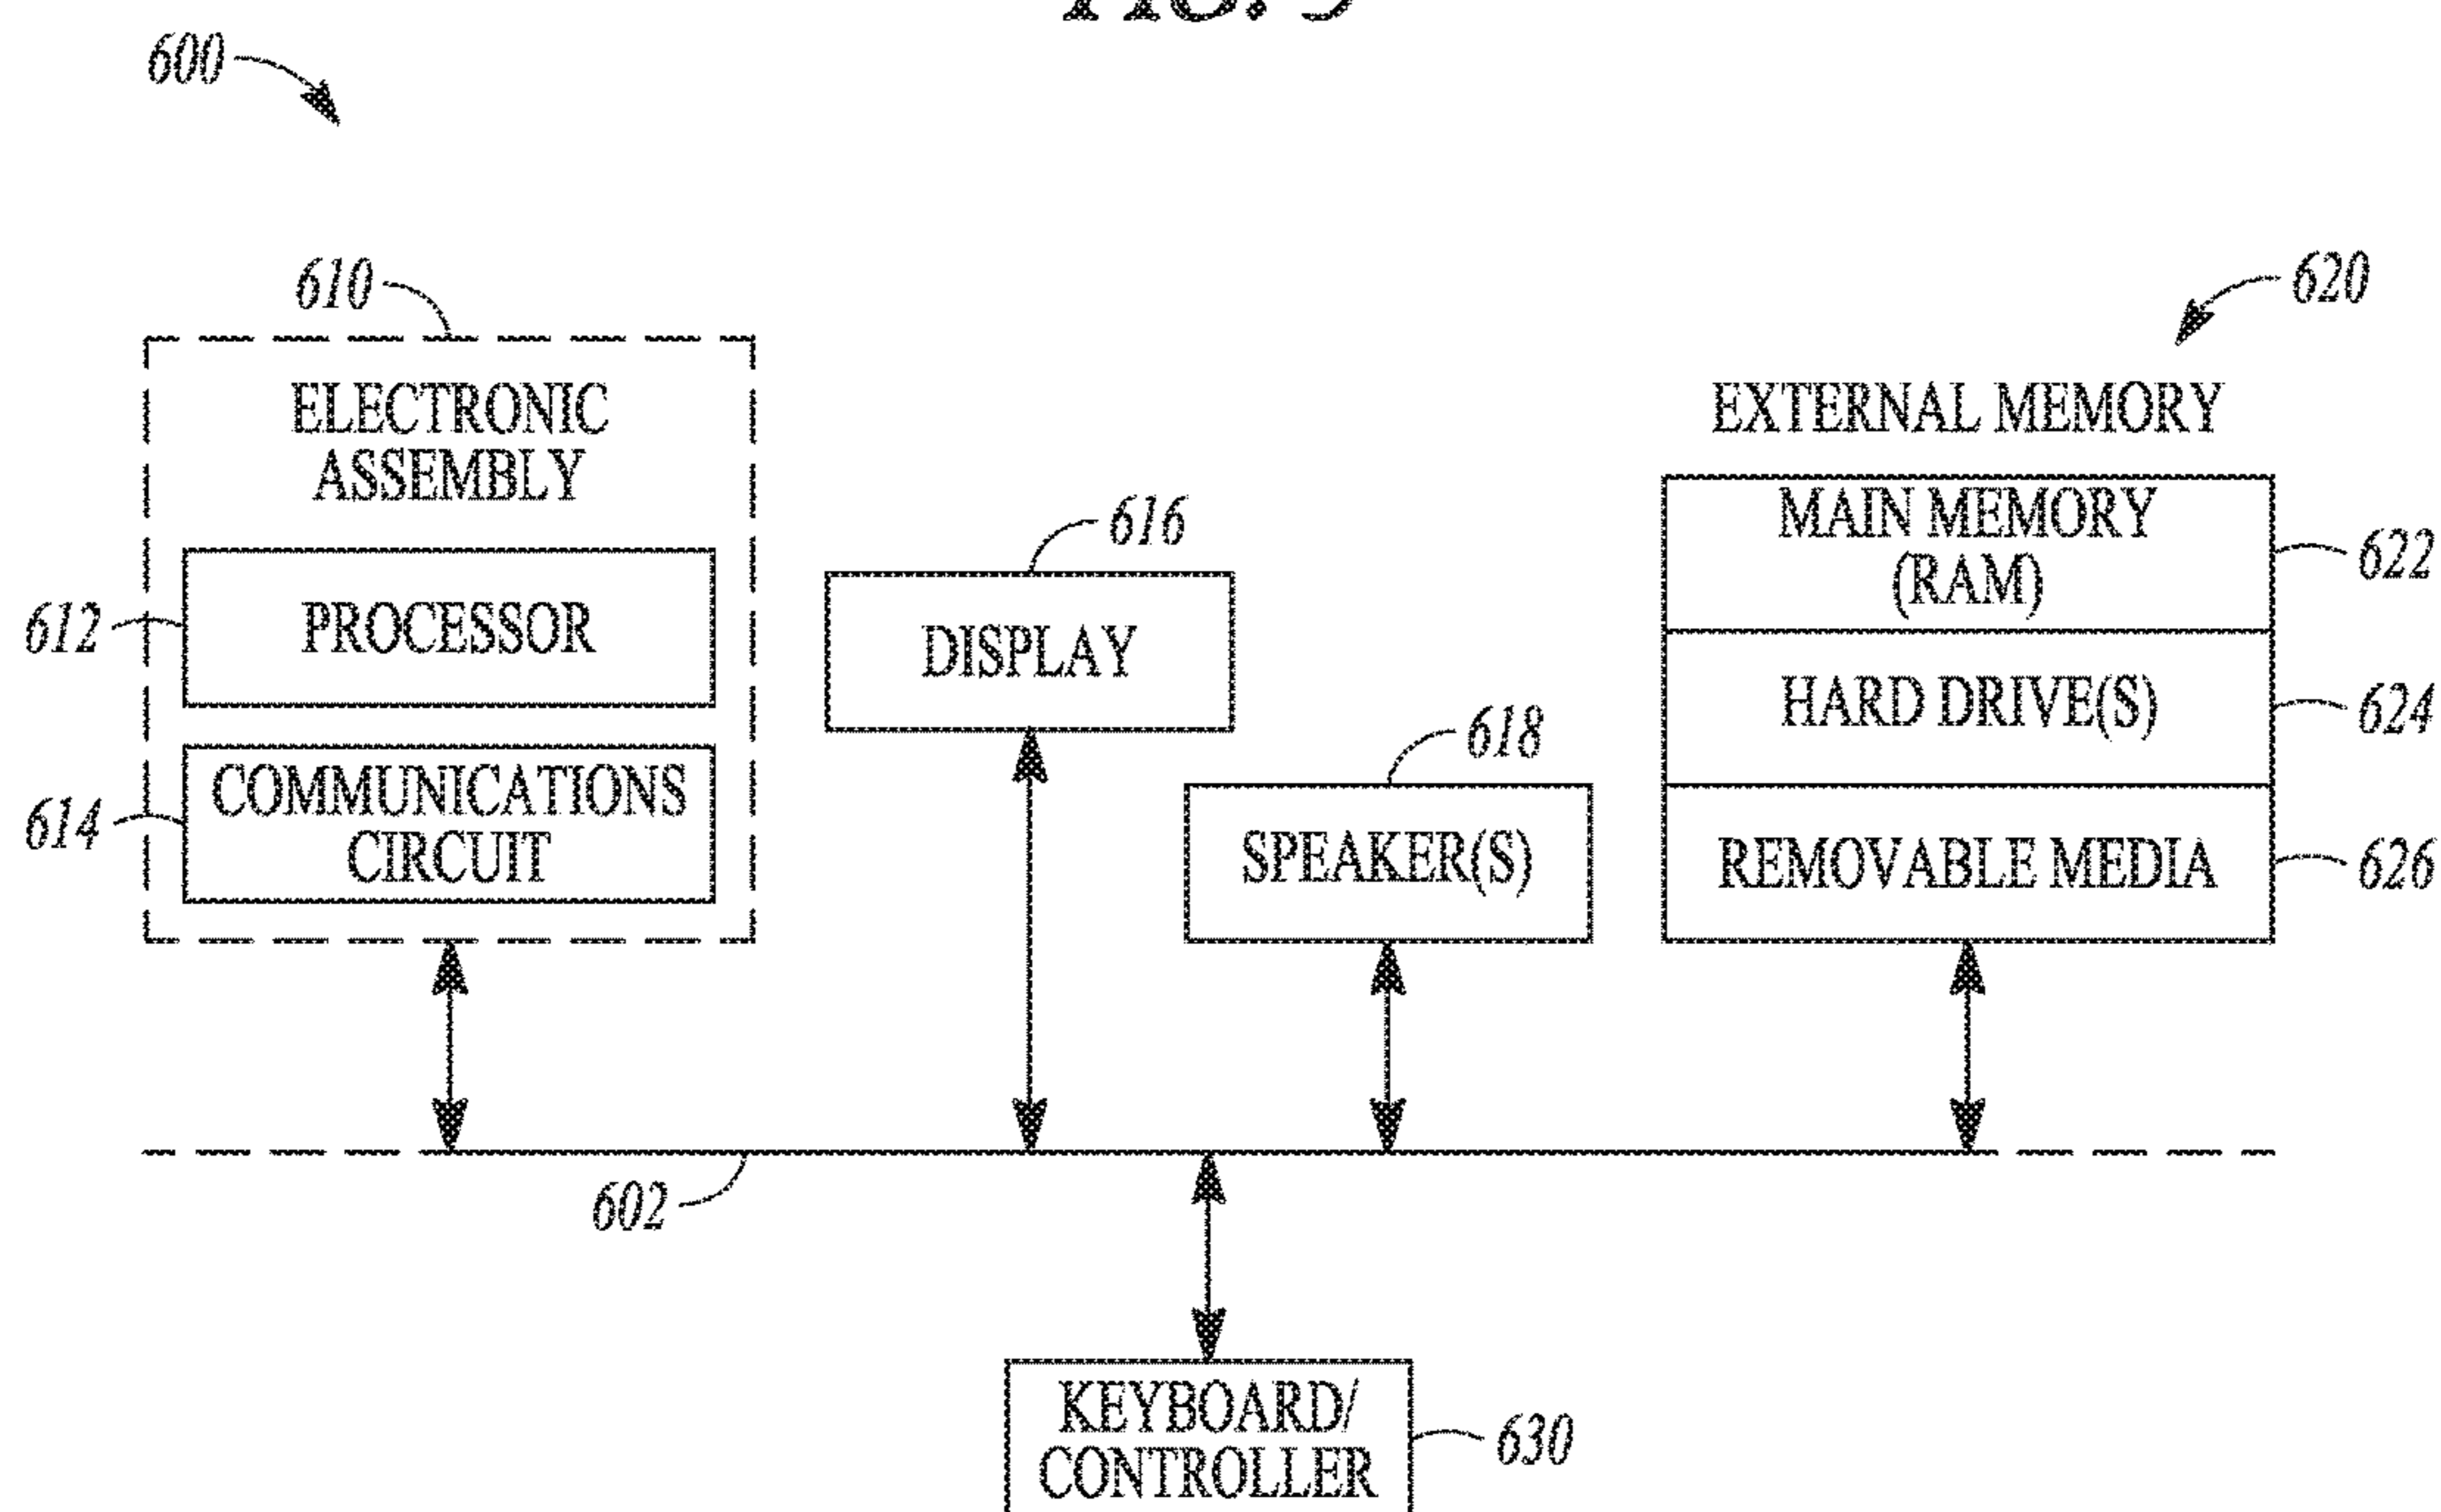 600
610
620
ELECTRONIC
ASSEMBLY
EXTERNAL MEMORY
616
MAIN MEMORY
(RAM)
622
612
PROCESSOR
DISPLAY
HARD DRIVE(S)
624
618
614
COMMUNICATIONS
CIRCUIT
SPEAKER(S)
REMOVABLE MEDIA
626
602
KEYBOARD/
CONTROLLER
630